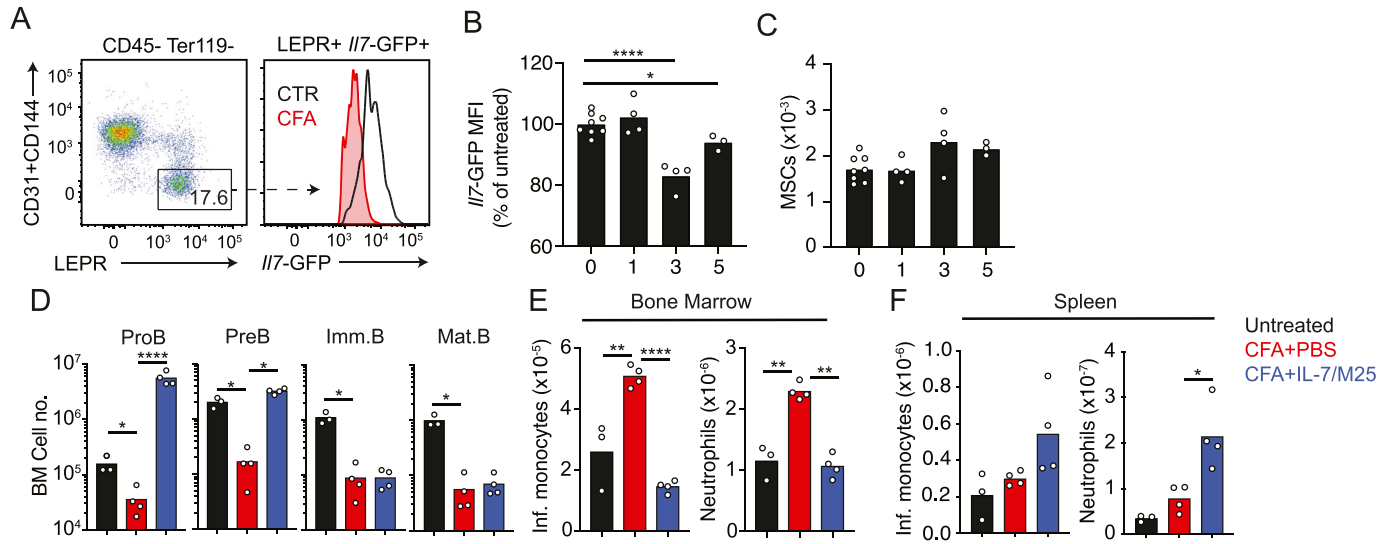 A
CD45- Ter119-
LEPR+ Il7-GFP+
CD31+CD144
10⁵
10⁴
10³
0
17.6
0
10³
10⁴
10⁵
LEPR
CTR
CFA
10³
10⁴
10⁵
Il7-GFP
B
****
*
Il7-GFP MFI
(% of untreated)
120
100
80
60
0
1
3
5
C
MSCs (x10⁻³)
4
3
2
1
0
0
1
3
5
D
ProB
PreB
Imm.B
Mat.B
BM Cell no.
10⁷
10⁶
10⁵
10⁴
****
*
*
*
*
*
E
Bone Marrow
Inf. monocytes (x10⁻⁵)
6
4
2
0
**
****
Neutrophils (x10⁻⁶)
3
2
1
0
**
**
F
Spleen
Inf. monocytes (x10⁻⁶)
1.0
0.8
0.6
0.4
0.2
0.0
Neutrophils (x10⁻⁷)
4
3
2
1
0
*
Untreated
CFA+PBS
CFA+IL-7/M25